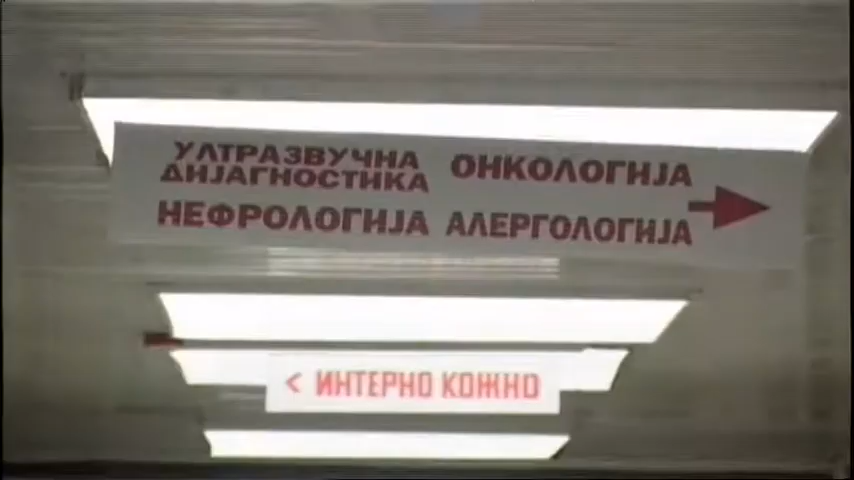 УЛТРАЗВУЧНА ДИЈАГНОСТИКА
ОНКОЛОГИЈА
НЕФРОЛОГИЈА АЛЕРГОЛОГИЈА
< ИНТЕРНО КОЖНО